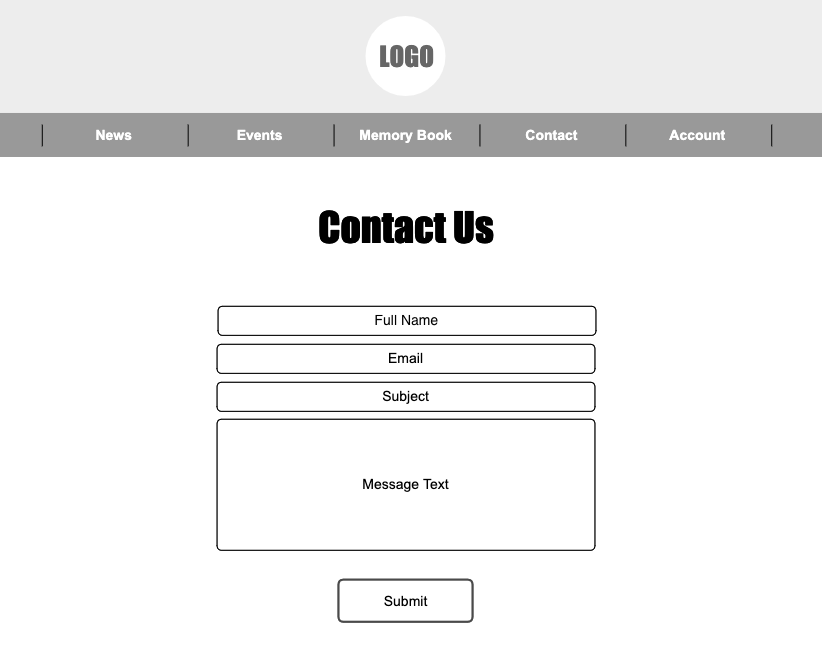 LOGO
News Events Memory Book Contact Account
Contact Us
Full Name
Email
Subject
Message Text
Submit